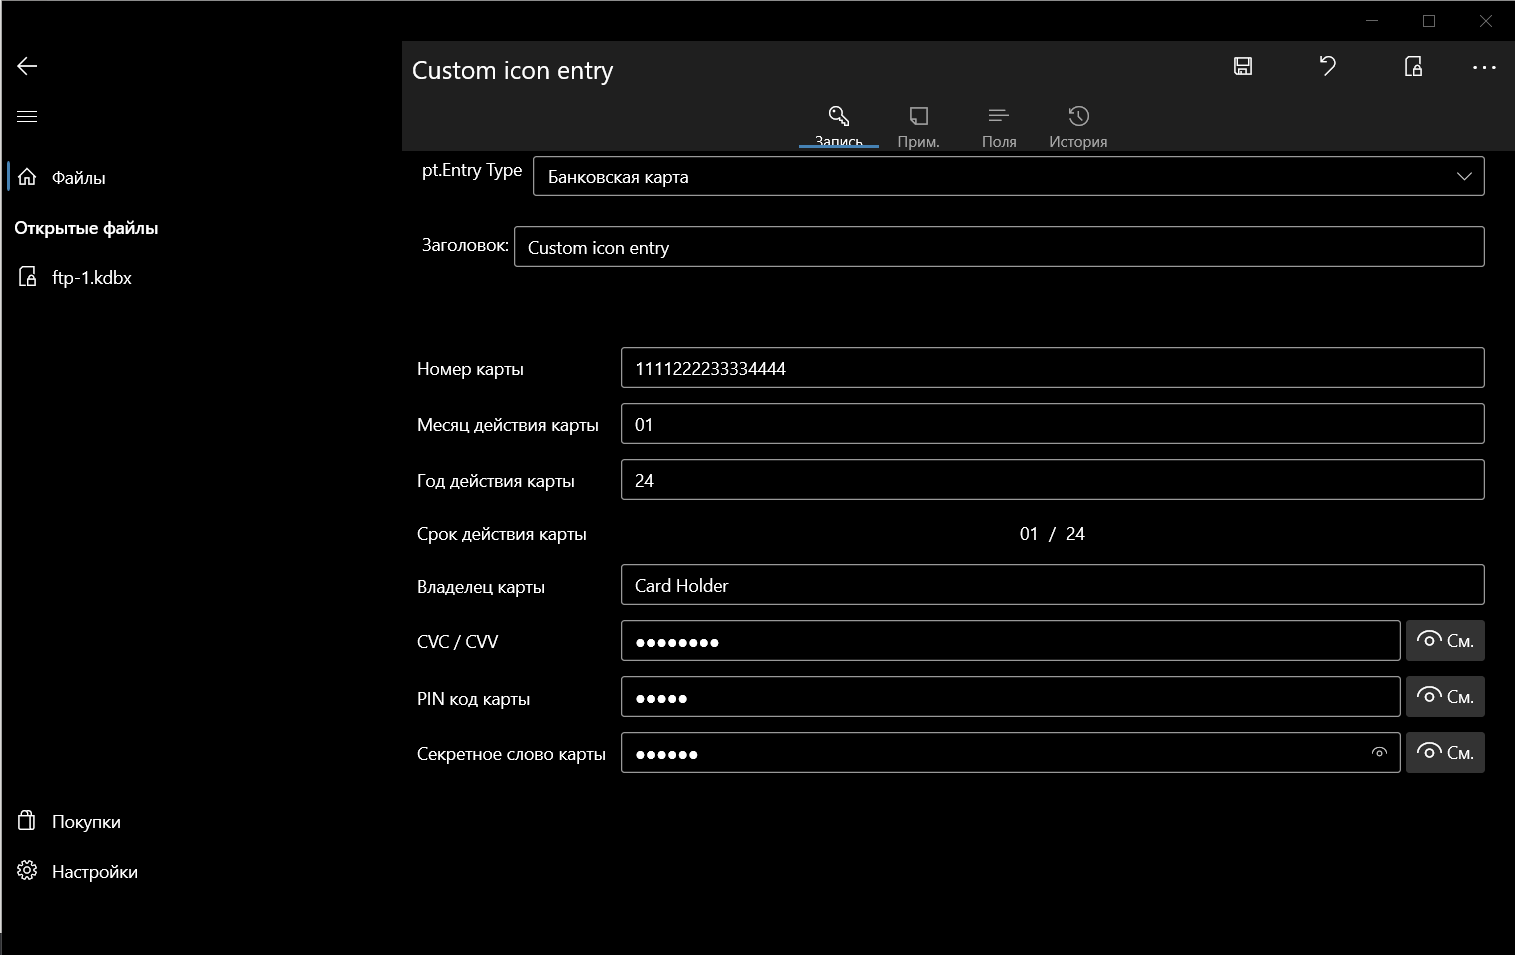 Custom icon entry
Запись
Прим.
Поля
История
Файлы
Открытые файлы
ftp-1.kdbx
Покупки
Настройки
pt.Entry Type
Банковская карта
Заголовок:
Custom icon entry
Номер карты
1111222233334444
Месяц действия карты
01
Год действия карты
24
Срок действия карты
01 / 24
Владелец карты
Card Holder
CVC / CVV
●●●●●●●●
См.
PIN код карты
●●●●●
См.
Секретное слово карты
●●●●●●
См.